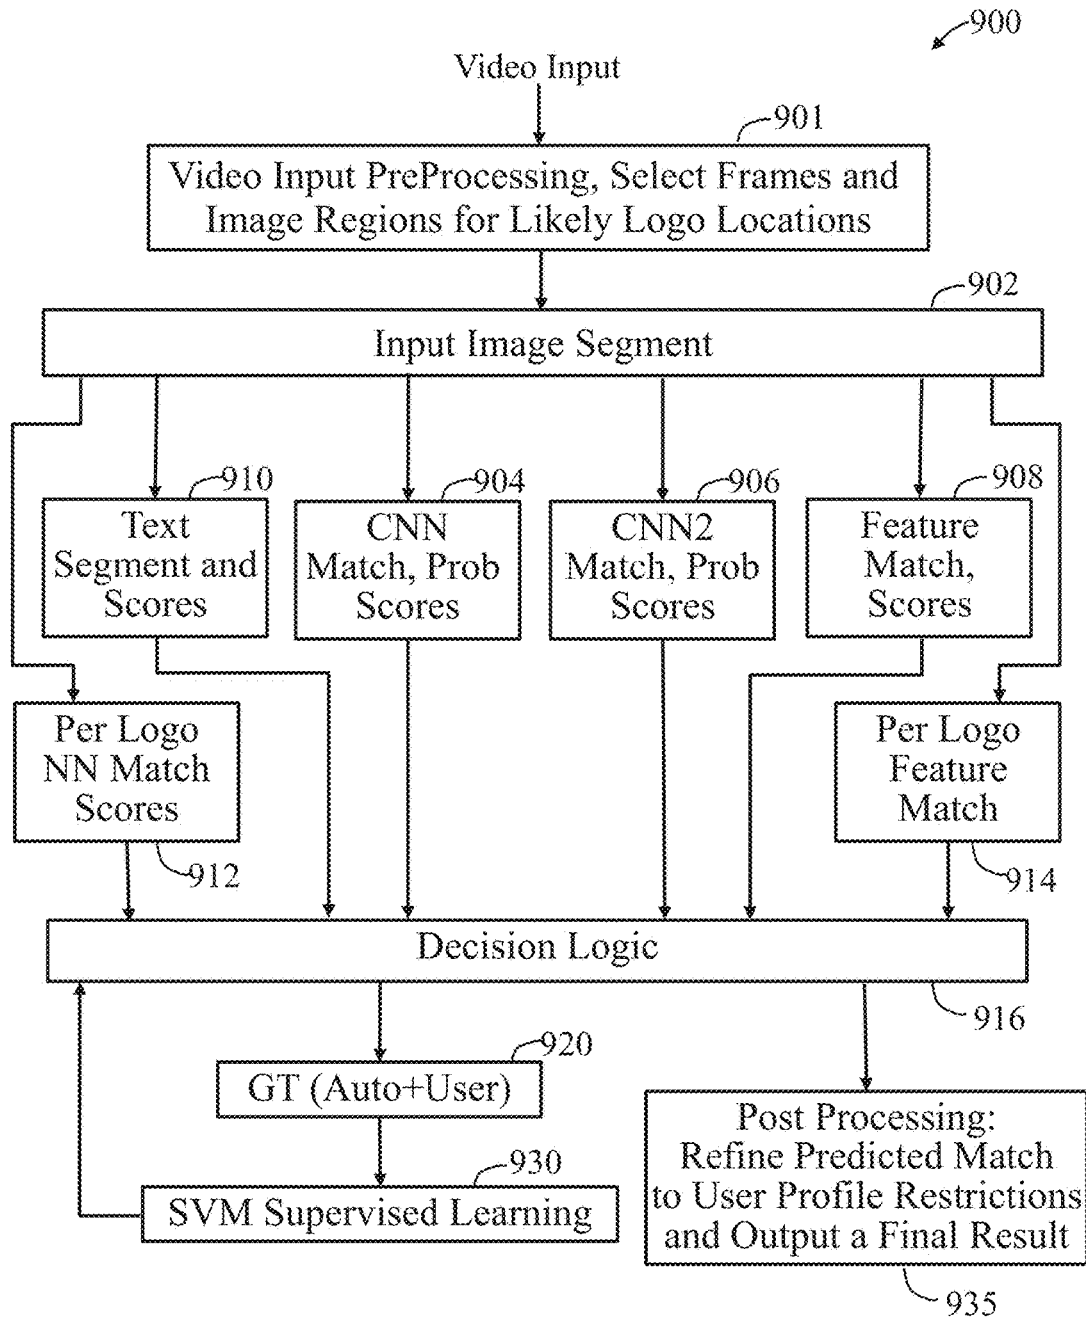 900
Video Input
901
Video Input PreProcessing, Select Frames and
Image Regions for Likely Logo Locations
902
Input Image Segment
910
Text
Segment and
Scores
904
CNN
Match, Prob
Scores
906
CNN2
Match, Prob
Scores
908
Feature
Match,
Scores
Per Logo
NN Match
Scores
912
Per Logo
Feature
Match
914
Decision Logic
916
920
GT (Auto+User)
930
SVM Supervised Learning
Post Processing:
Refine Predicted Match
to User Profile Restrictions
and Output a Final Result
935